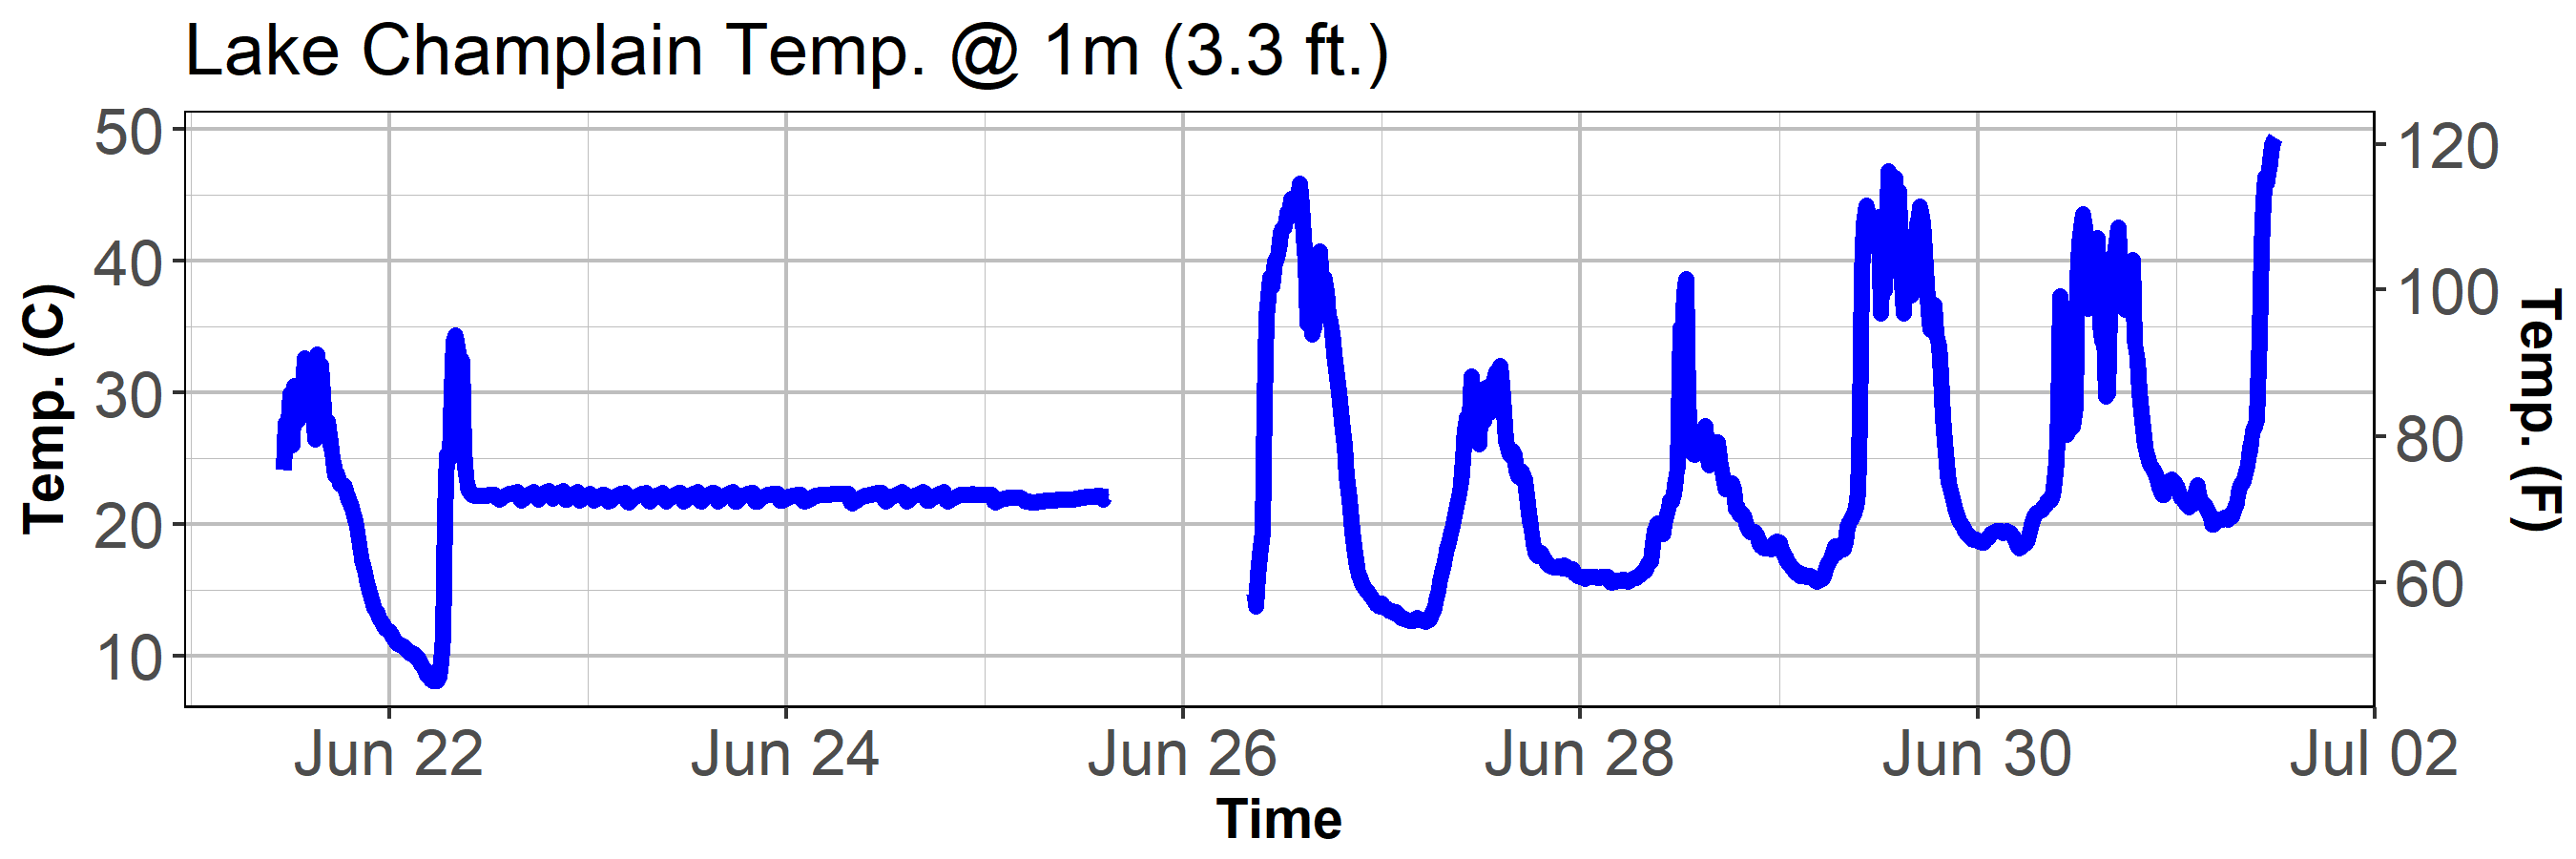 Lake Champlain Temp. @ 1m (3.3 ft.)
50
40
30
20
10
Temp. (C)
120
100
80
60
Temp. (F)
Jun 22
Jun 24
Jun 26
Jun 28
Jun 30
Jul 02
Time